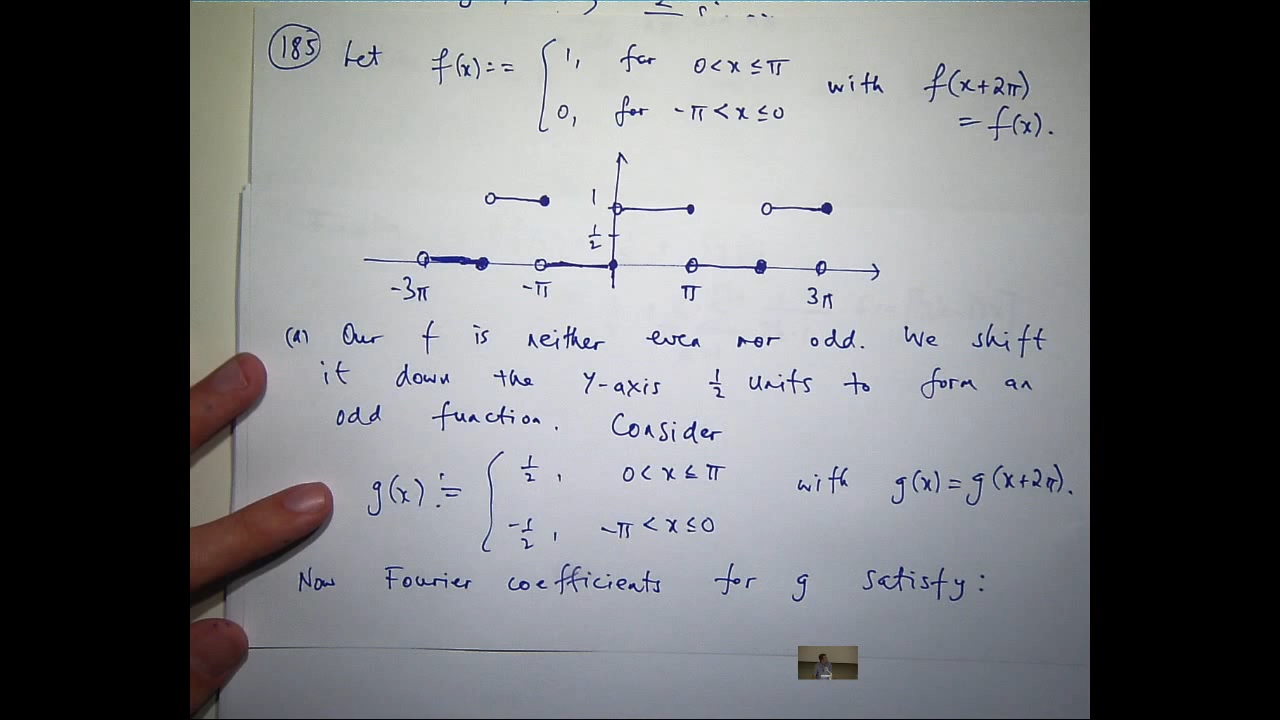 185 Let f(x):= { 1, for 0<x≤π
0, for -π<x≤0 with f(x+2π)
= f(x).
1
1/2
-3π -π π 3π
(a) Our f is neither even nor odd. We shift
it down the y-axis 1/2 units to form an
odd function. Consider
g(x) := { 1/2, 0<x≤π
-1/2, -π<x≤0 with g(x)=g(x+2π).
Now Fourier coefficients for g satisfy: